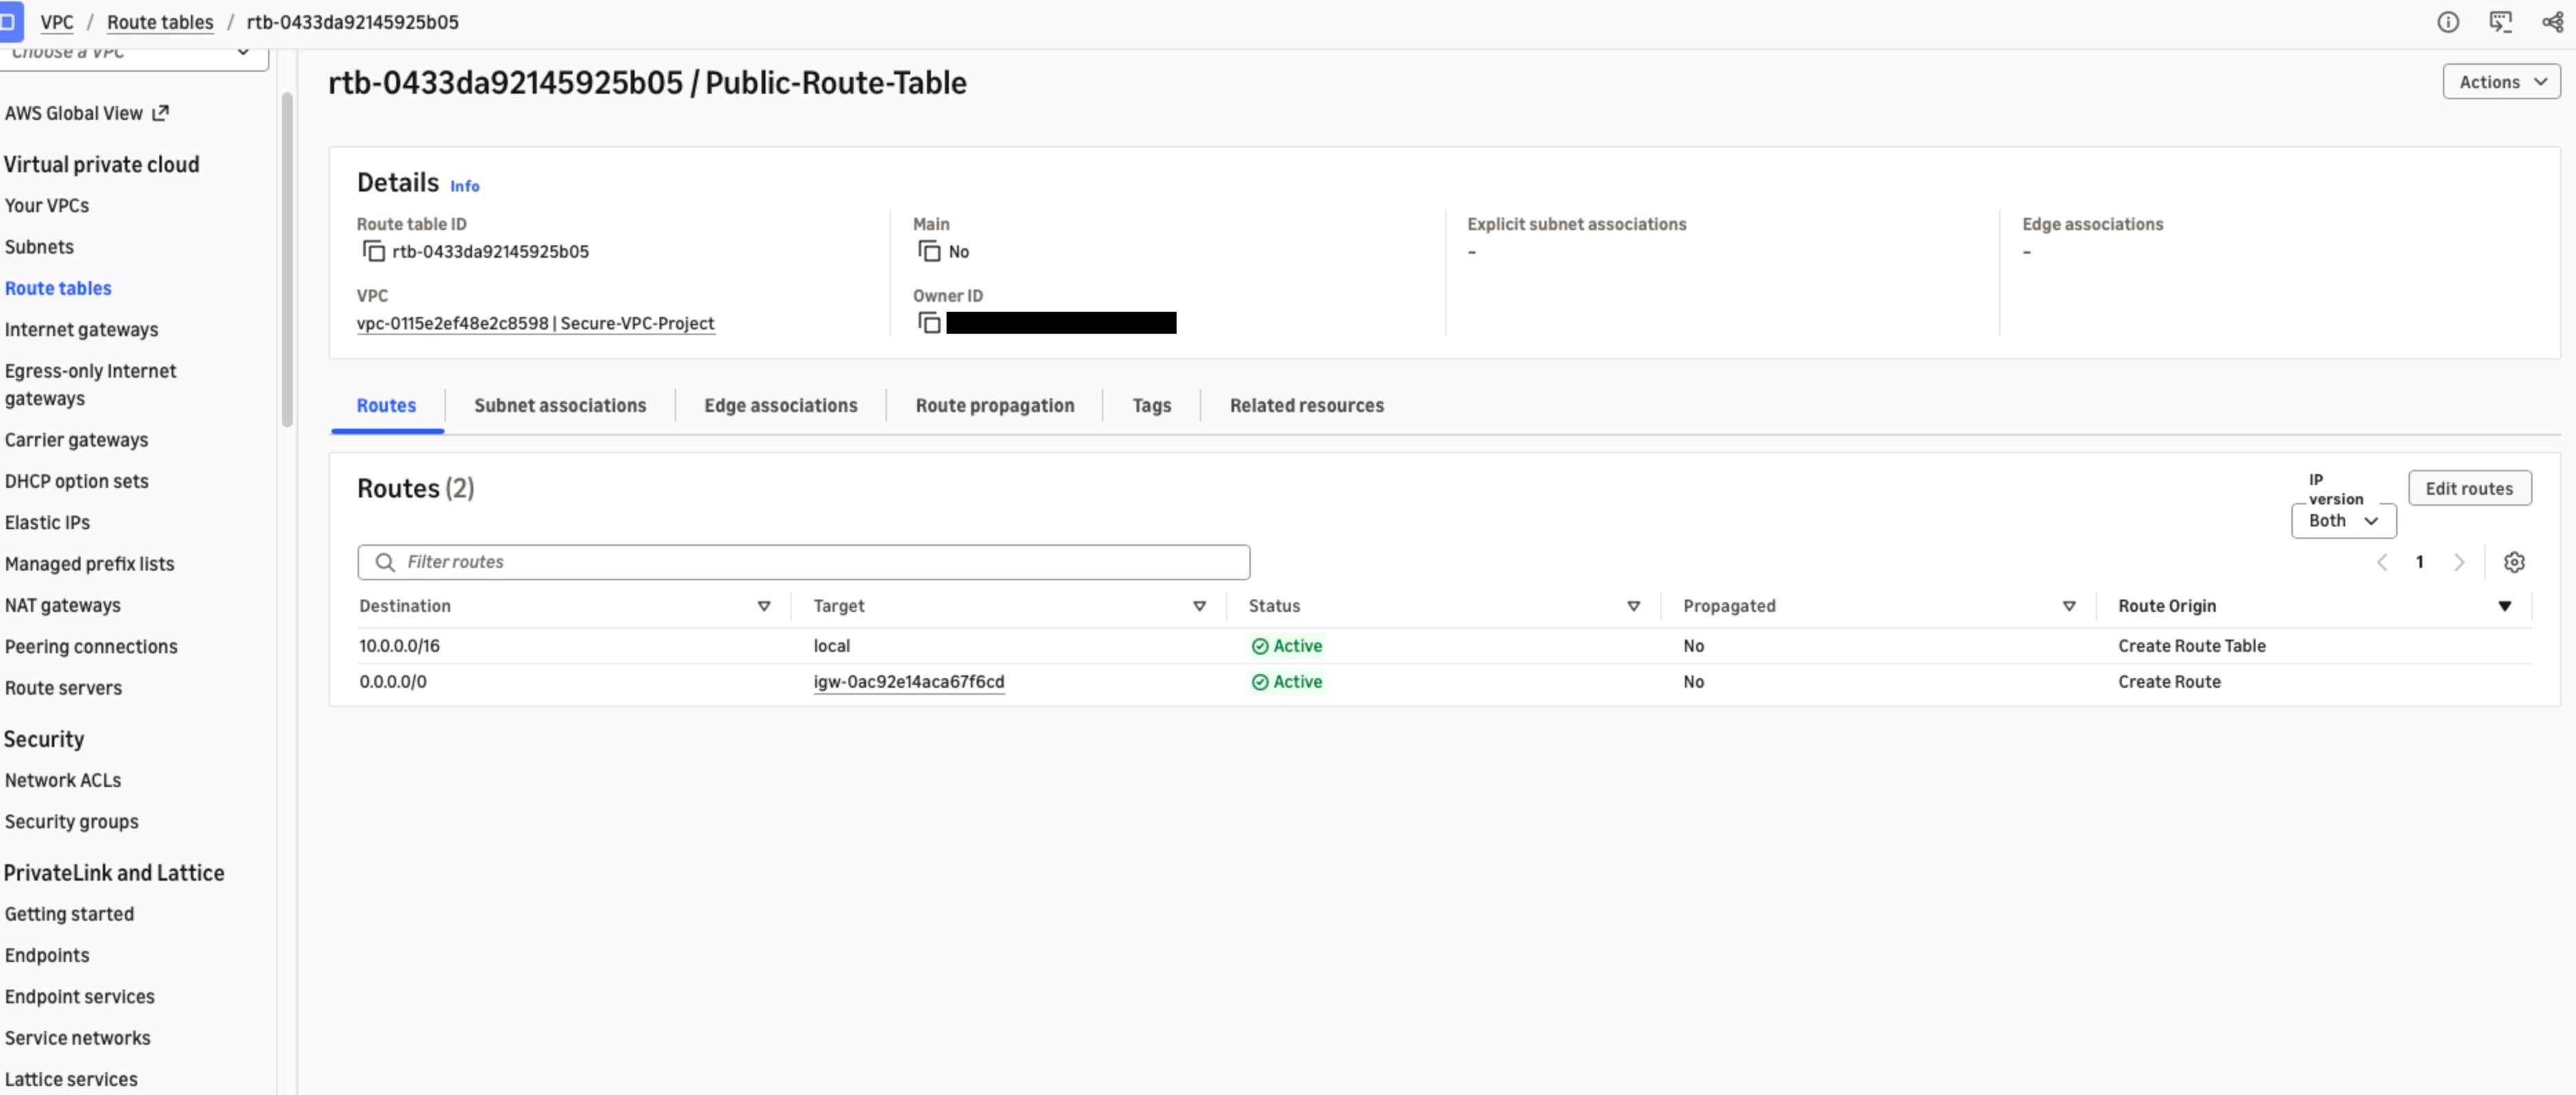 VPC / Route tables / rtb-0433da92145925b05
Choose a VPC
AWS Global View
Virtual private cloud
Your VPCs
Subnets
Route tables
Internet gateways
Egress-only Internet
gateways
Carrier gateways
DHCP option sets
Elastic IPs
Managed prefix lists
NAT gateways
Peering connections
Route servers
Security
Network ACLs
Security groups
PrivateLink and Lattice
Getting started
Endpoints
Endpoint services
Service networks
Lattice services
rtb-0433da92145925b05 / Public-Route-Table
Actions
Details Info
Route table ID
rtb-0433da92145925b05
Main
No
Explicit subnet associations
–
Edge associations
–
VPC
vpc-0115e2ef48e2c8598 | Secure-VPC-Project
Owner ID
Routes Subnet associations Edge associations Route propagation Tags Related resources
Routes (2)
IP
version
Both
Edit routes
Filter routes
1
Destination Target Status Propagated Route Origin
10.0.0.0/16 local Active No Create Route Table
0.0.0.0/0 igw-0ac92e14aca67f6cd Active No Create Route